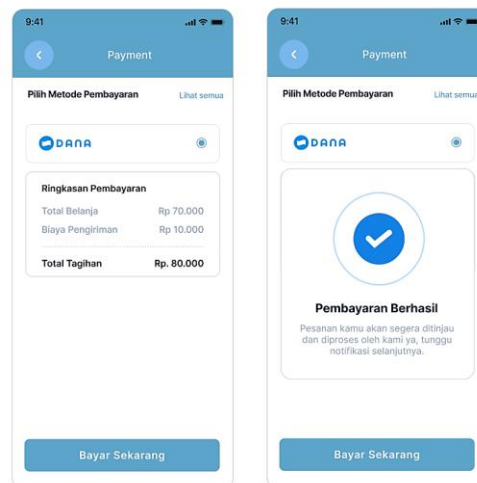 9:41
Payment
Pilih Metode Pembayaran Lihat semua
DANA
Ringkasan Pembayaran
Total Belanja Rp 70.000
Biaya Pengiriman Rp 10.000
Total Tagihan Rp. 80.000
Bayar Sekarang
9:41
Payment
Pilih Metode Pembayaran Lihat semua
DANA
Pembayaran Berhasil
Pesanan kamu akan segera ditinjau
dan diproses oleh kami ya, tunggu
notifikasi selanjutnya.
Bayar Sekarang